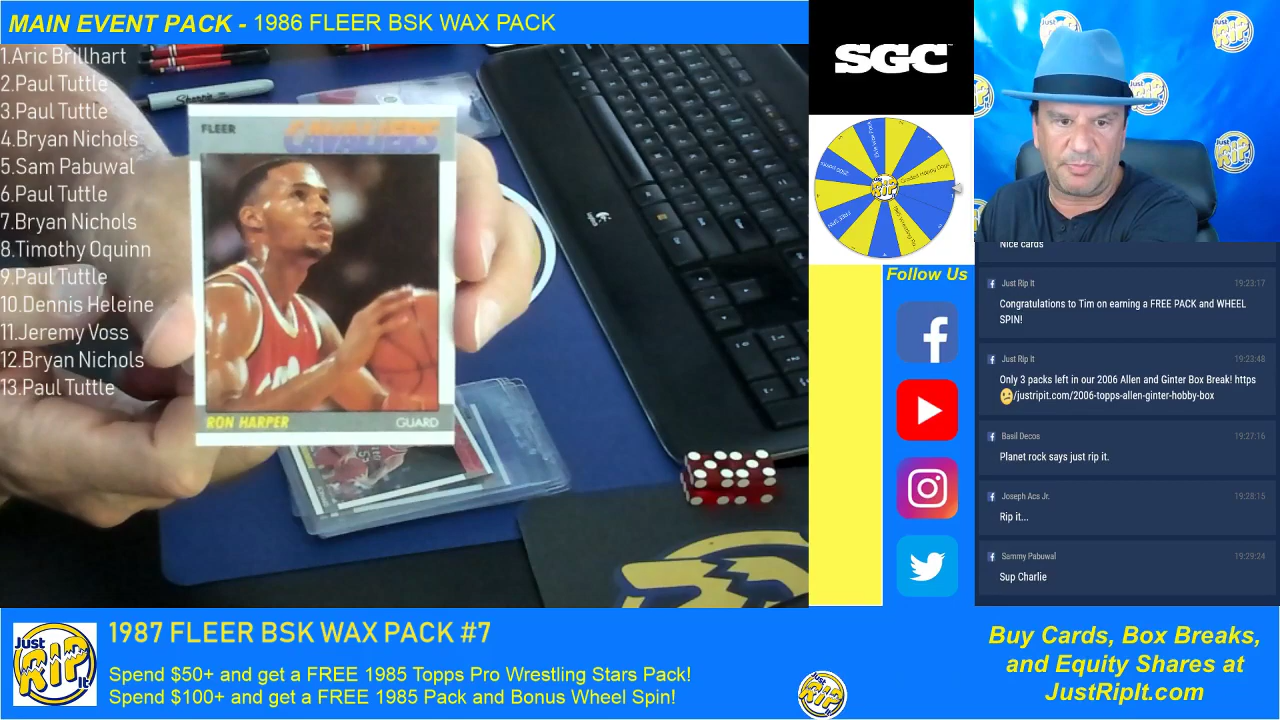 MAIN EVENT PACK - 1986 FLEER BSK WAX PACK
1.Aric Brillhart
2.Paul Tuttle
3.Paul Tuttle
4.Bryan Nichols
5.Sam Pabuwal
6.Paul Tuttle
7.Bryan Nichols
8.Timothy Oquinn
9.Paul Tuttle
10.Dennis Heleine
11.Jeremy Voss
12.Bryan Nichols
13.Paul Tuttle
Sharpie
FLEER
CAVALIERS
RON HARPER
GUARD
Logitech
SGC
FREE SPIN
Follow Us
Nice cards
Just Rip It 19:23:17
Congratulations to Tim on earning a FREE PACK and WHEEL
SPIN!
Just Rip It 19:23:48
Only 3 packs left in our 2006 Allen and Ginter Box Break! https
/justripit.com/2006-topps-allen-ginter-hobby-box
Basil Decos 19:27:16
Planet rock says just rip it.
Joseph Acs Jr. 19:28:15
Rip it...
Sammy Pabuwal 19:29:24
Sup Charlie
Just
RIP
It
1987 FLEER BSK WAX PACK #7
Spend $50+ and get a FREE 1985 Topps Pro Wrestling Stars Pack!
Spend $100+ and get a FREE 1985 Pack and Bonus Wheel Spin!
Buy Cards, Box Breaks,
and Equity Shares at
JustRipIt.com